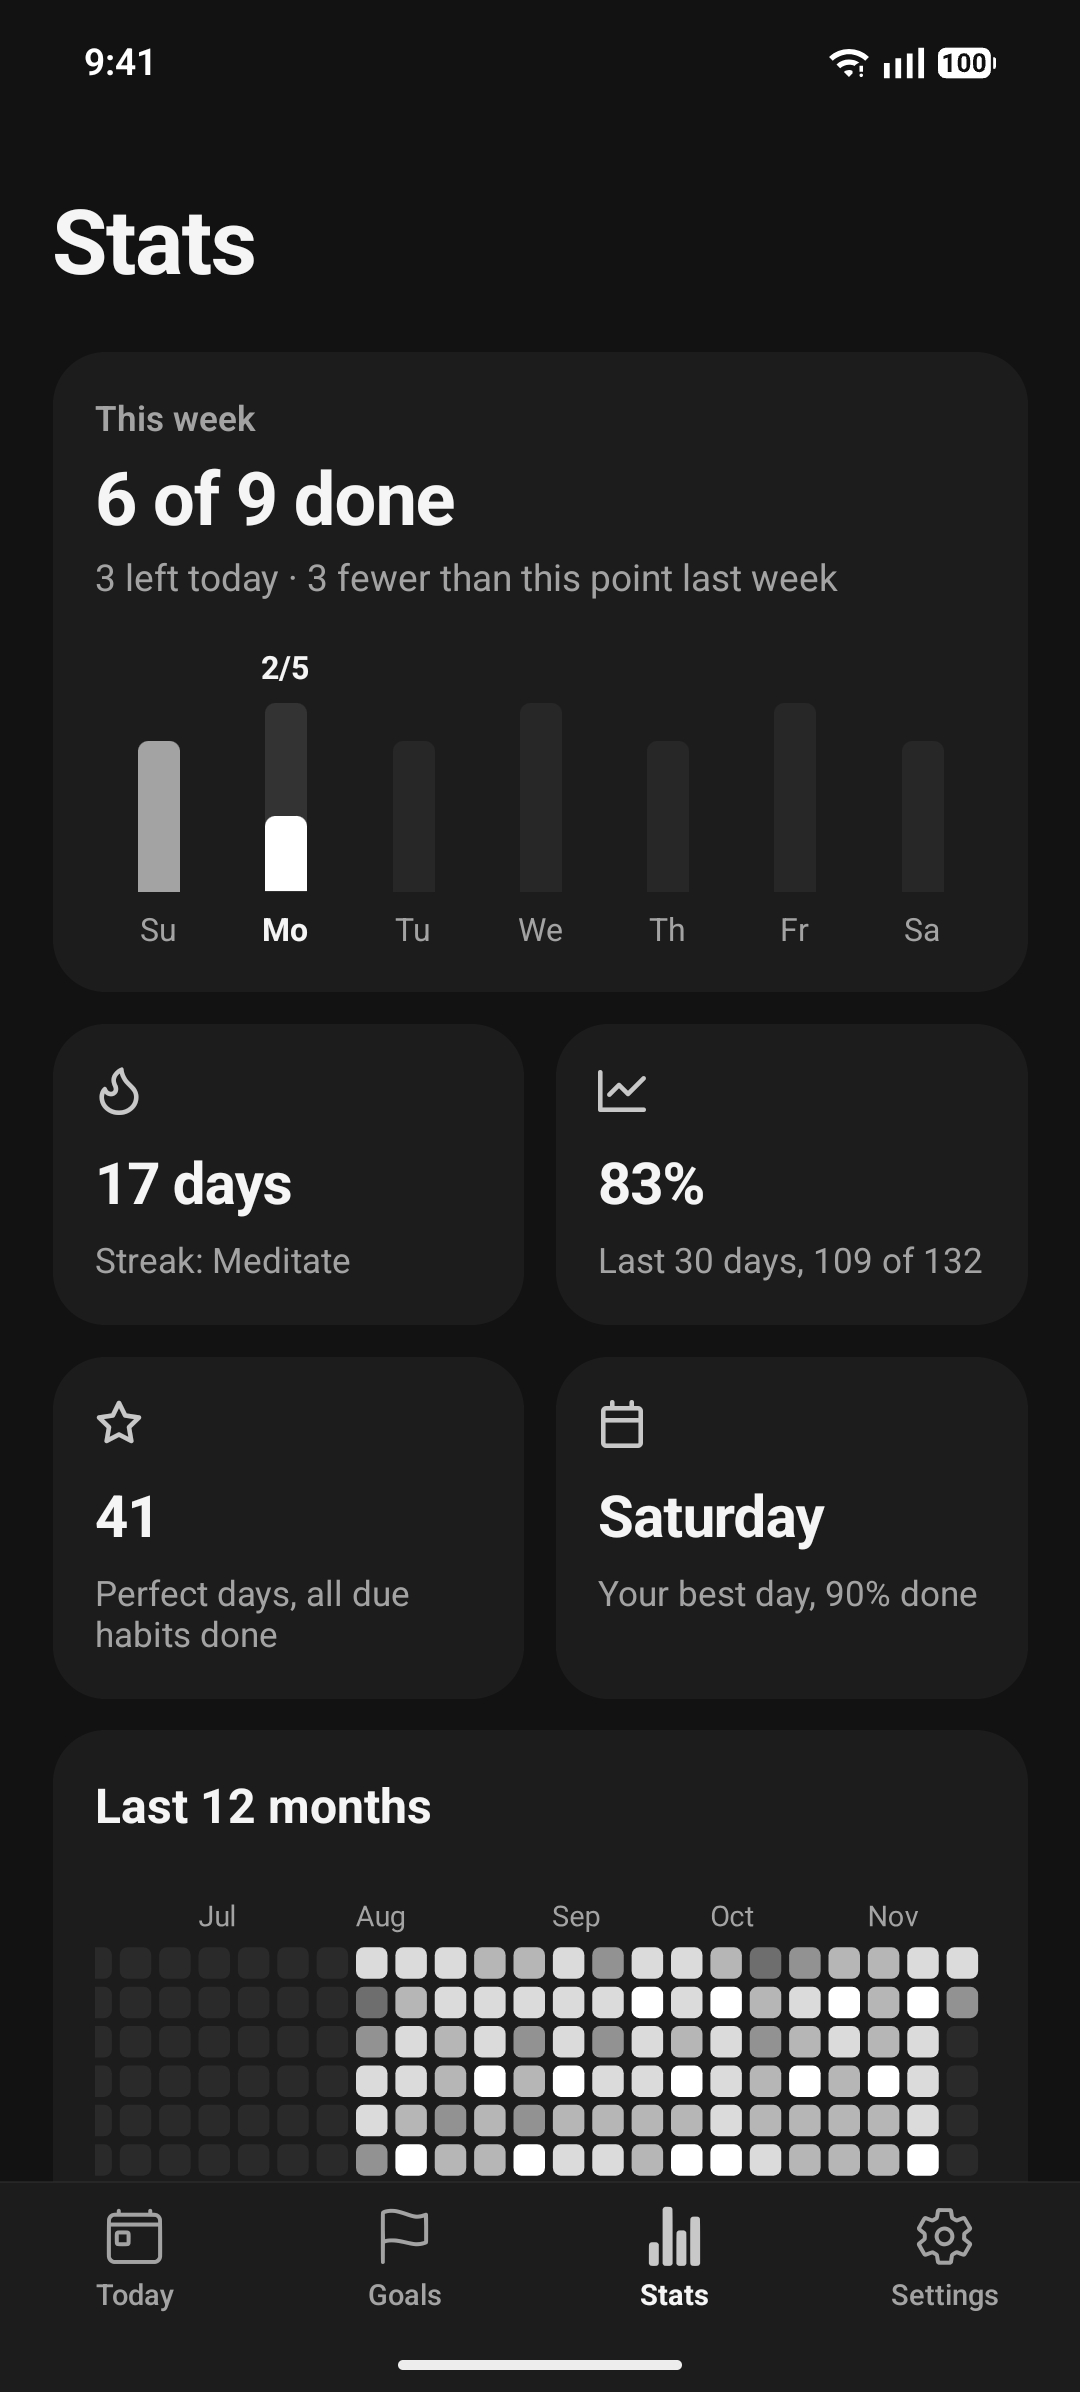 9:41
100
Stats
This week
6 of 9 done
3 left today · 3 fewer than this point last week
2/5
Su Mo Tu We Th Fr Sa
17 days
Streak: Meditate
83%
Last 30 days, 109 of 132
41
Perfect days, all due
habits done
Saturday
Your best day, 90% done
Last 12 months
Jul Aug Sep Oct Nov
Today Goals Stats Settings